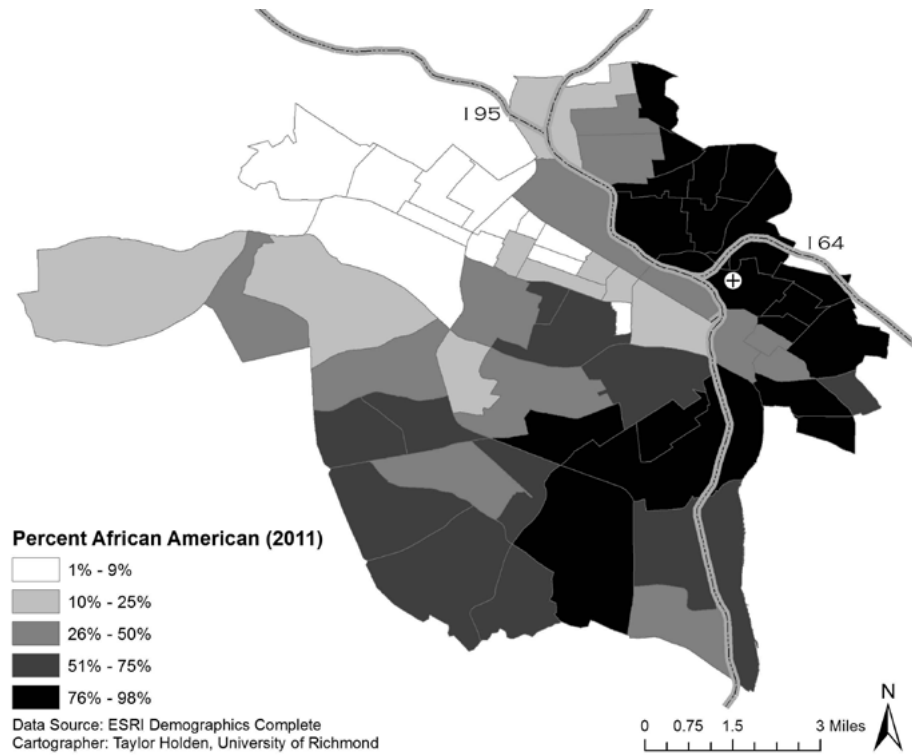 I 95
I 64
Percent African American (2011)
1% - 9%
10% - 25%
26% - 50%
51% - 75%
76% - 98%
Data Source: ESRI Demographics Complete
Cartographer: Taylor Holden, University of Richmond
N
0 0.75 1.5 3 Miles